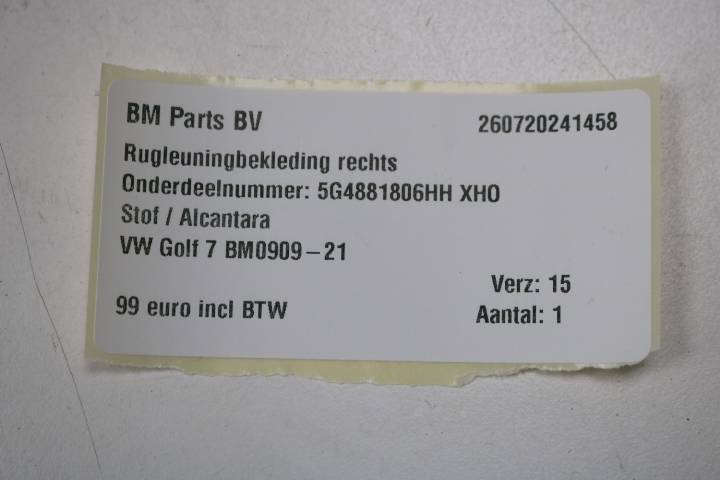 BM Parts BV 260720241458
Rugleuningbekleding rechts
Onderdeelnummer: 5G4881806HH XHO
Stof / Alcantara
VW Golf 7 BM0909-21
Verz: 15
99 euro incl BTW Aantal: 1